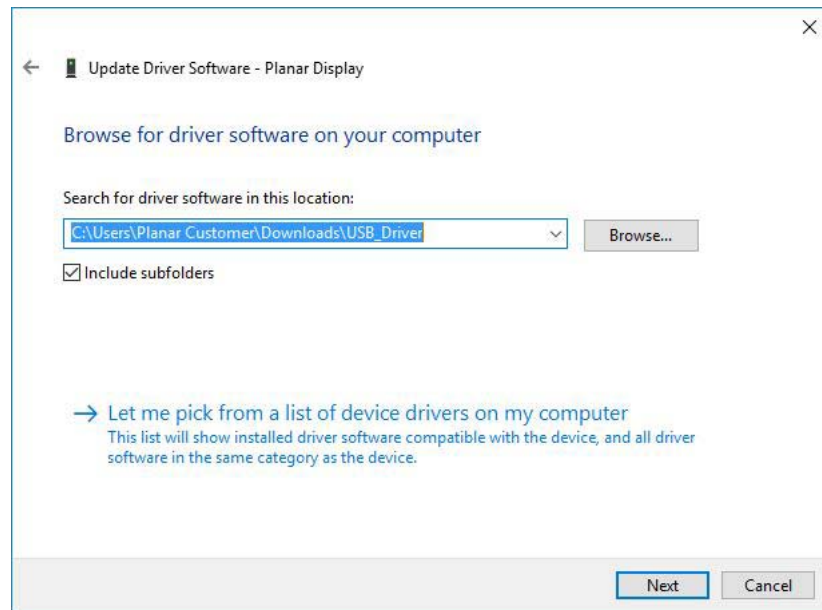 Update Driver Software - Planar Display
Browse for driver software on your computer
Search for driver software in this location:
C:\Users\Planar Customer\Downloads\USB_Driver
Browse...
Include subfolders
Let me pick from a list of device drivers on my computer
This list will show installed driver software compatible with the device, and all driver
software in the same category as the device.
Next
Cancel